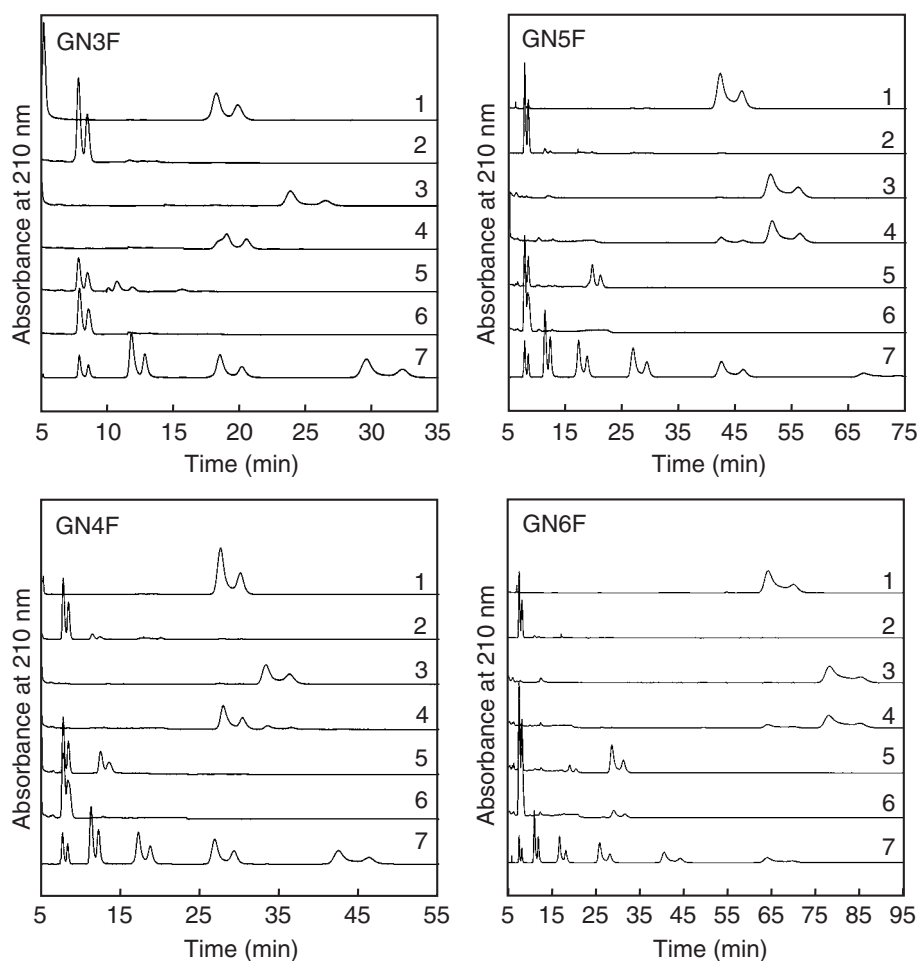 GN3F
Absorbance at 210 nm
1
2
3
4
5
6
7
5 10 15 20 25 30 35
Time (min)
GN5F
Absorbance at 210 nm
1
2
3
4
5
6
7
5 15 25 35 45 55 65 75
Time (min)
GN4F
Absorbance at 210 nm
1
2
3
4
5
6
7
5 15 25 35 45 55
Time (min)
GN6F
Absorbance at 210 nm
1
2
3
4
5
6
7
5 15 25 35 45 55 65 75 85 95
Time (min)